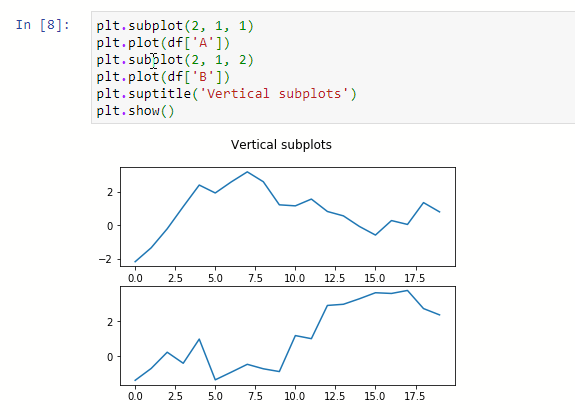 In [8]:
plt.subplot(2, 1, 1)
plt.plot(df['A'])
plt.subplot(2, 1, 2)
plt.plot(df['B'])
plt.suptitle('Vertical subplots')
plt.show()
Vertical subplots
2
0
−2
0.0 2.5 5.0 7.5 10.0 12.5 15.0 17.5
2
0
0.0 2.5 5.0 7.5 10.0 12.5 15.0 17.5